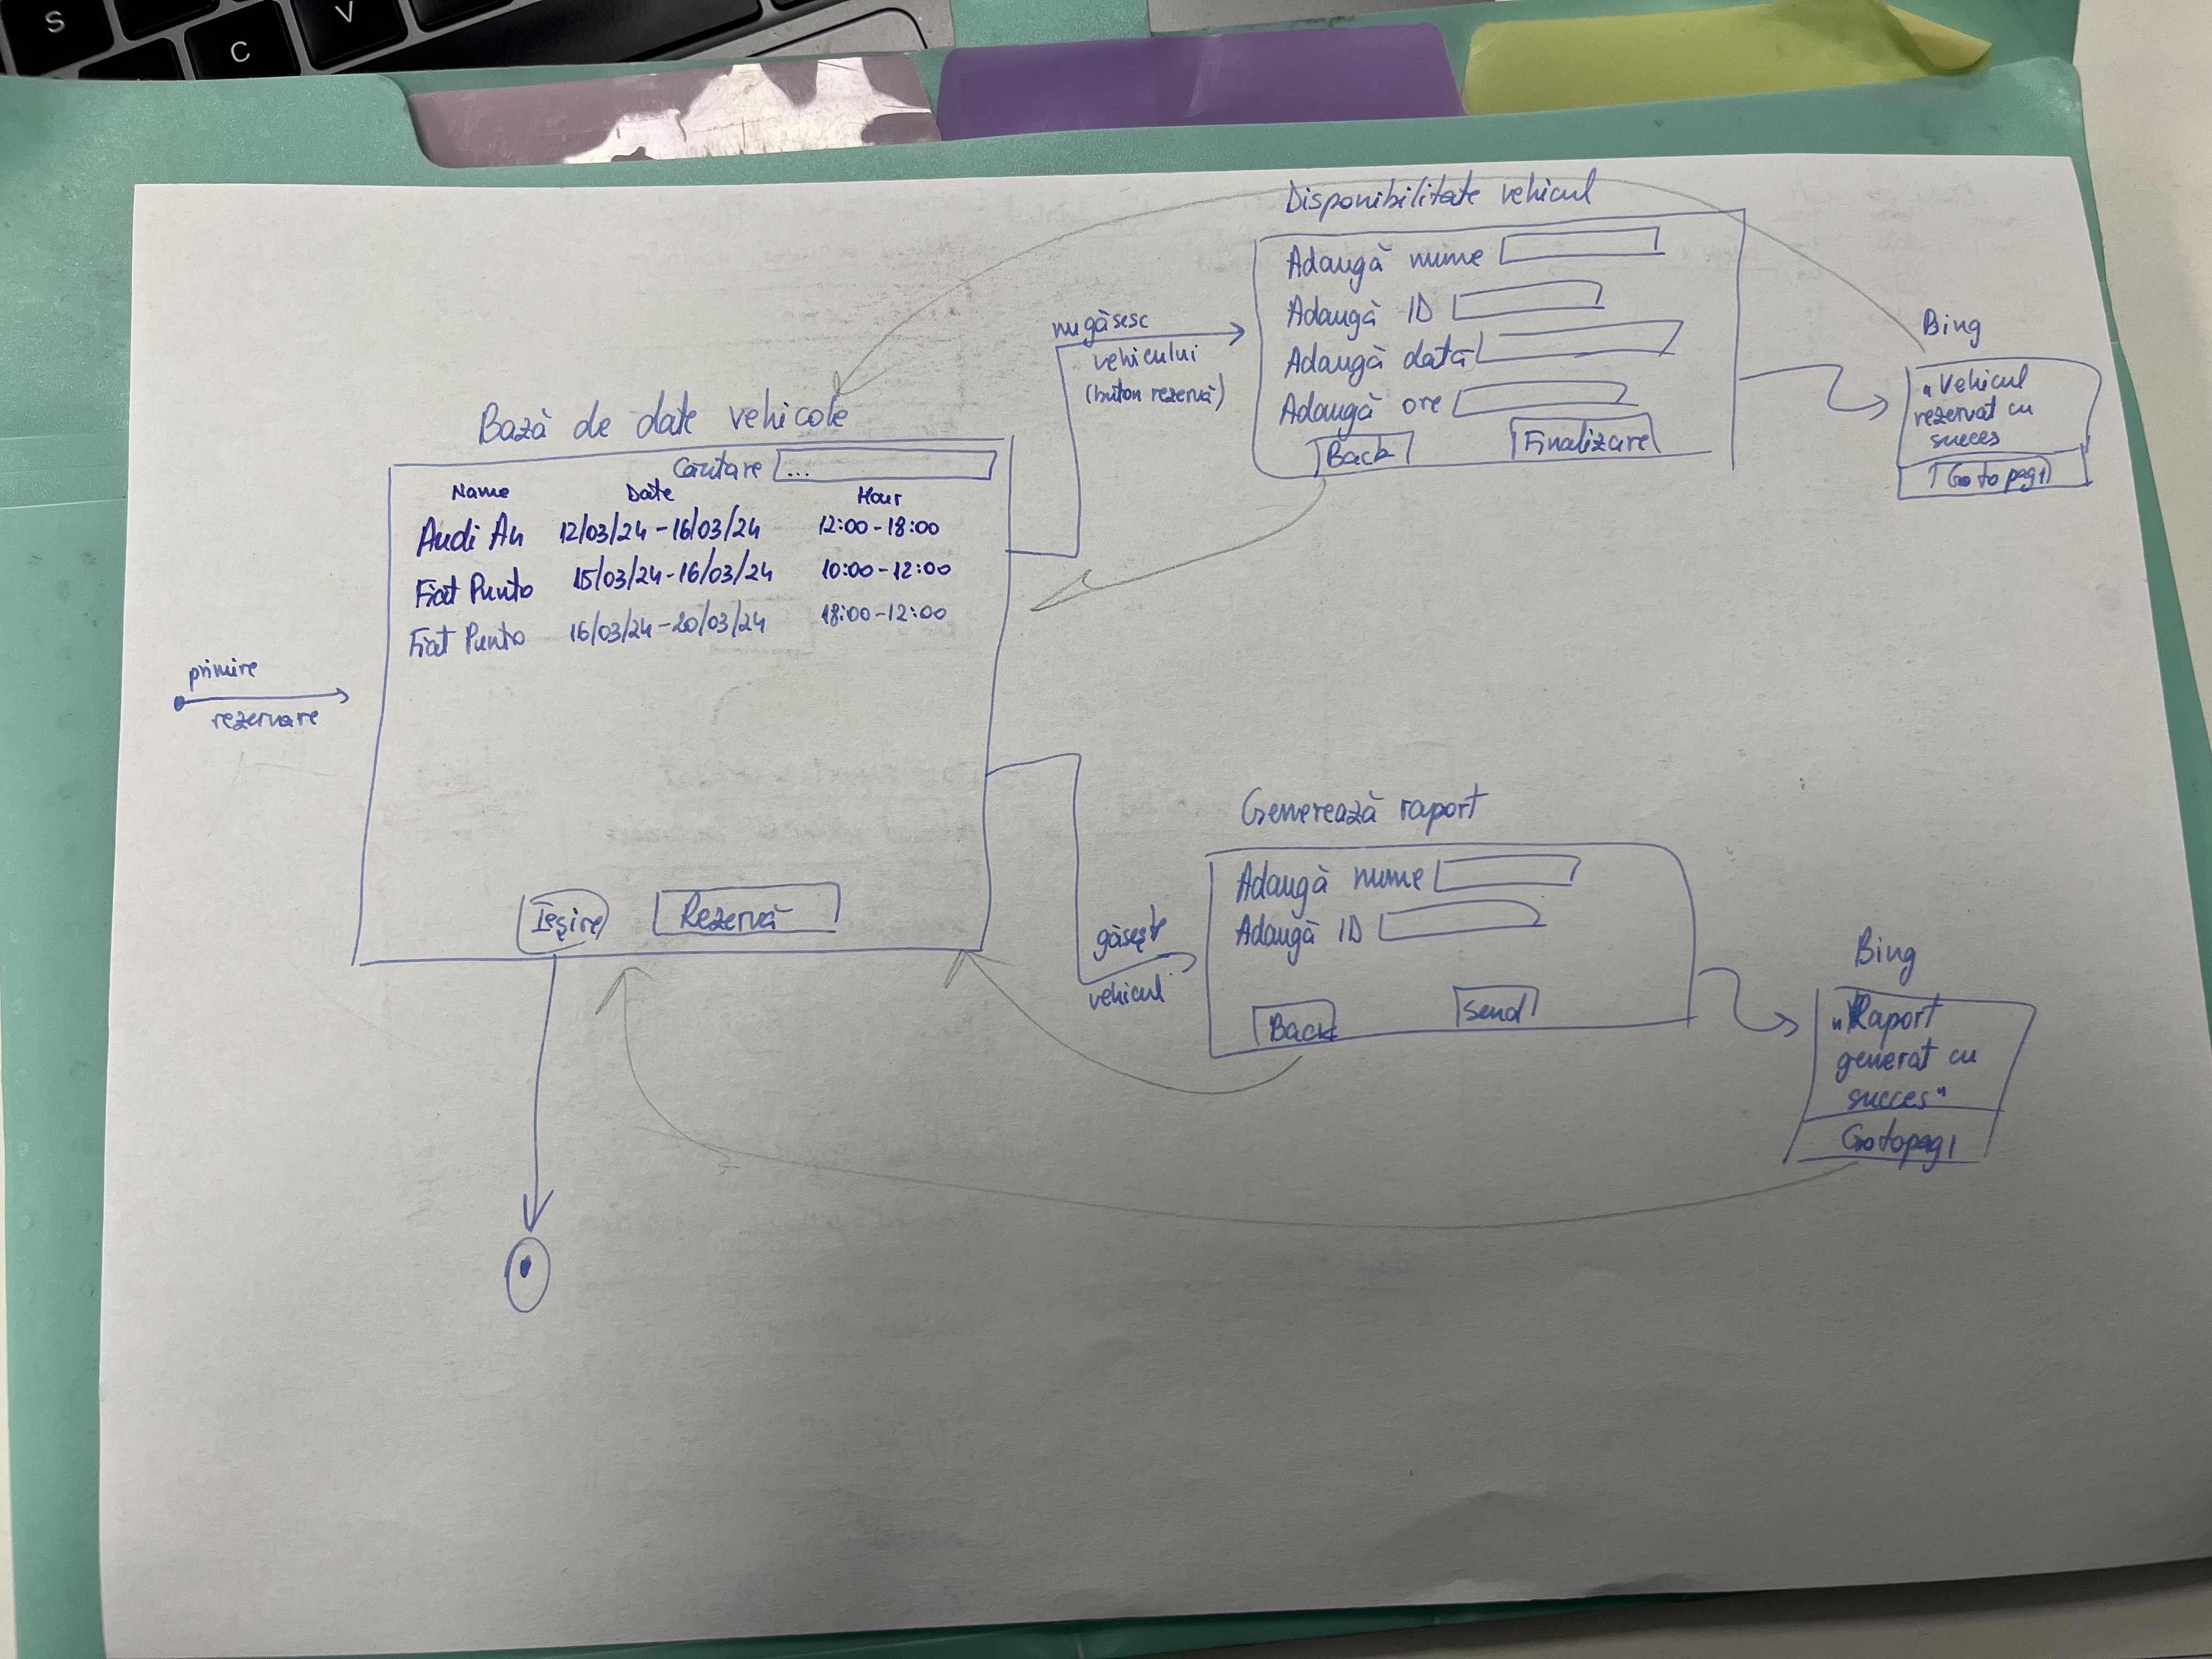 primire
rezervare
Bază de date vehicole
Căutare ...
Name Date Hour
Audi A4 12/03/24 - 16/03/24 12:00 - 18:00
Fiat Punto 15/03/24 - 16/03/24 10:00 - 12:00
Fiat Punto 16/03/24 - 20/03/24 18:00 - 12:00
Ieșire Rezervă
nu găsesc
vehiculului
(buton rezervă)
Disponibilitate vehicul
Adaugă nume
Adaugă ID
Adaugă data
Adaugă ore
Back Finalizare
Bing
"Vehicul
rezervat cu
succes
Go to pag 1
găsește
vehicul
Generează raport
Adaugă nume
Adaugă ID
Back Send
Bing
"Raport
generat cu
succes"
Go to pag 1
S
C
V